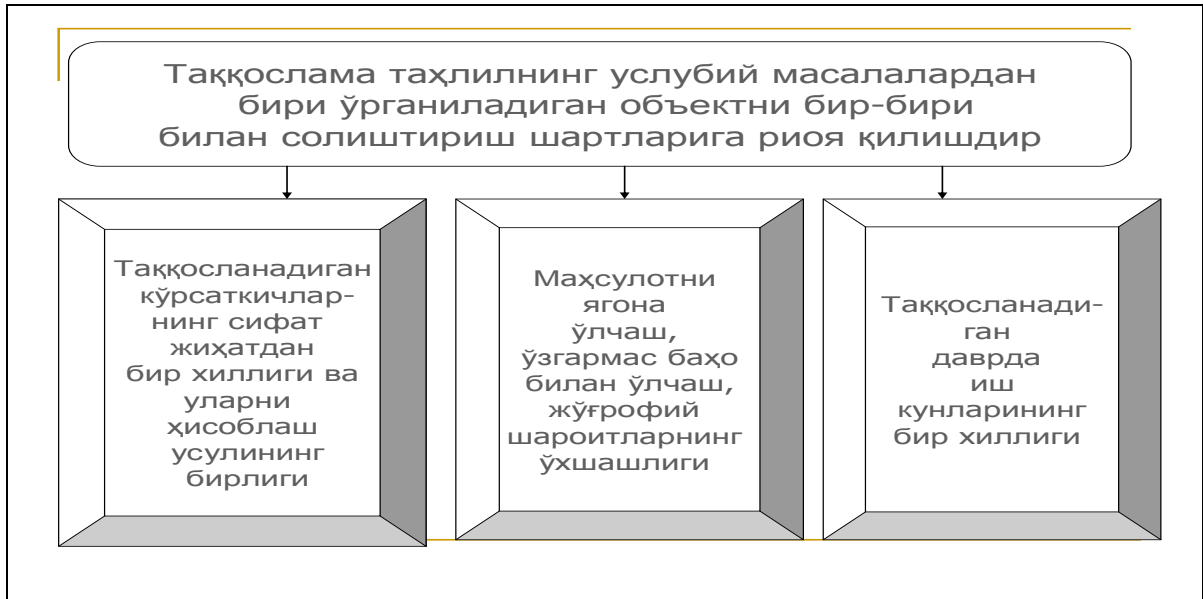 Таққослама таҳлилнинг услубий масалалардан
бири ўрганиладиган объектни бир-бири
билан солиштириш шартларига риоя қилишдир
Таққосланадиган
кўрсаткичлар-
нинг сифат
жиҳатдан
бир хиллиги ва
уларни
ҳисоблаш
усулининг
бирлиги
Маҳсулотни
ягона
ўлчаш,
ўзгармас баҳо
билан ўлчаш,
жўғрофий
шароитларнинг
ўхшашлиги
Таққосланади-
ган
даврда
иш
кунларининг
бир хиллиги